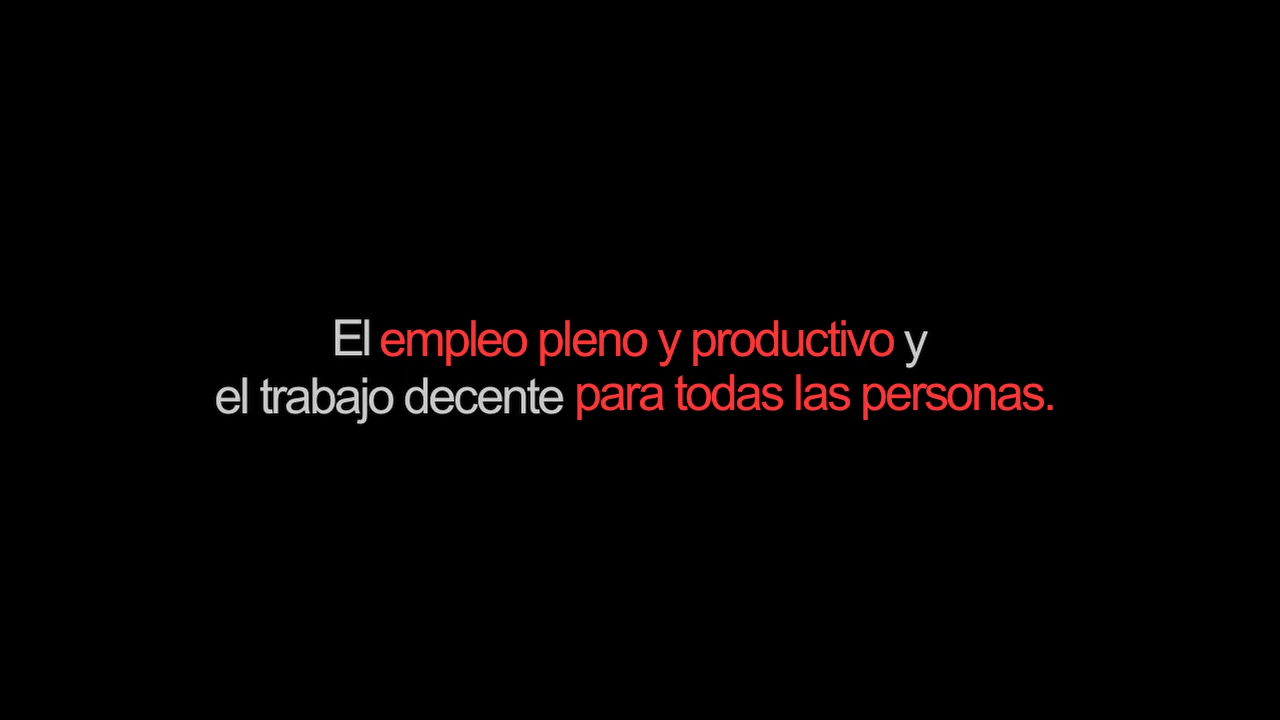 El empleo pleno y productivo y
el trabajo decente para todas las personas.